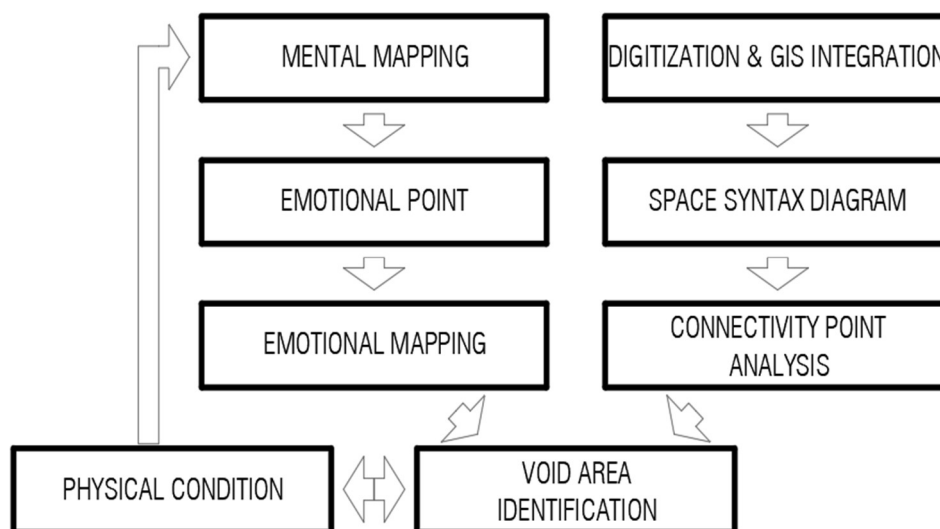 MENTAL MAPPING
DIGITIZATION & GIS INTEGRATION
EMOTIONAL POINT
SPACE SYNTAX DIAGRAM
EMOTIONAL MAPPING
CONNECTIVITY POINT
ANALYSIS
PHYSICAL CONDITION
VOID AREA
IDENTIFICATION